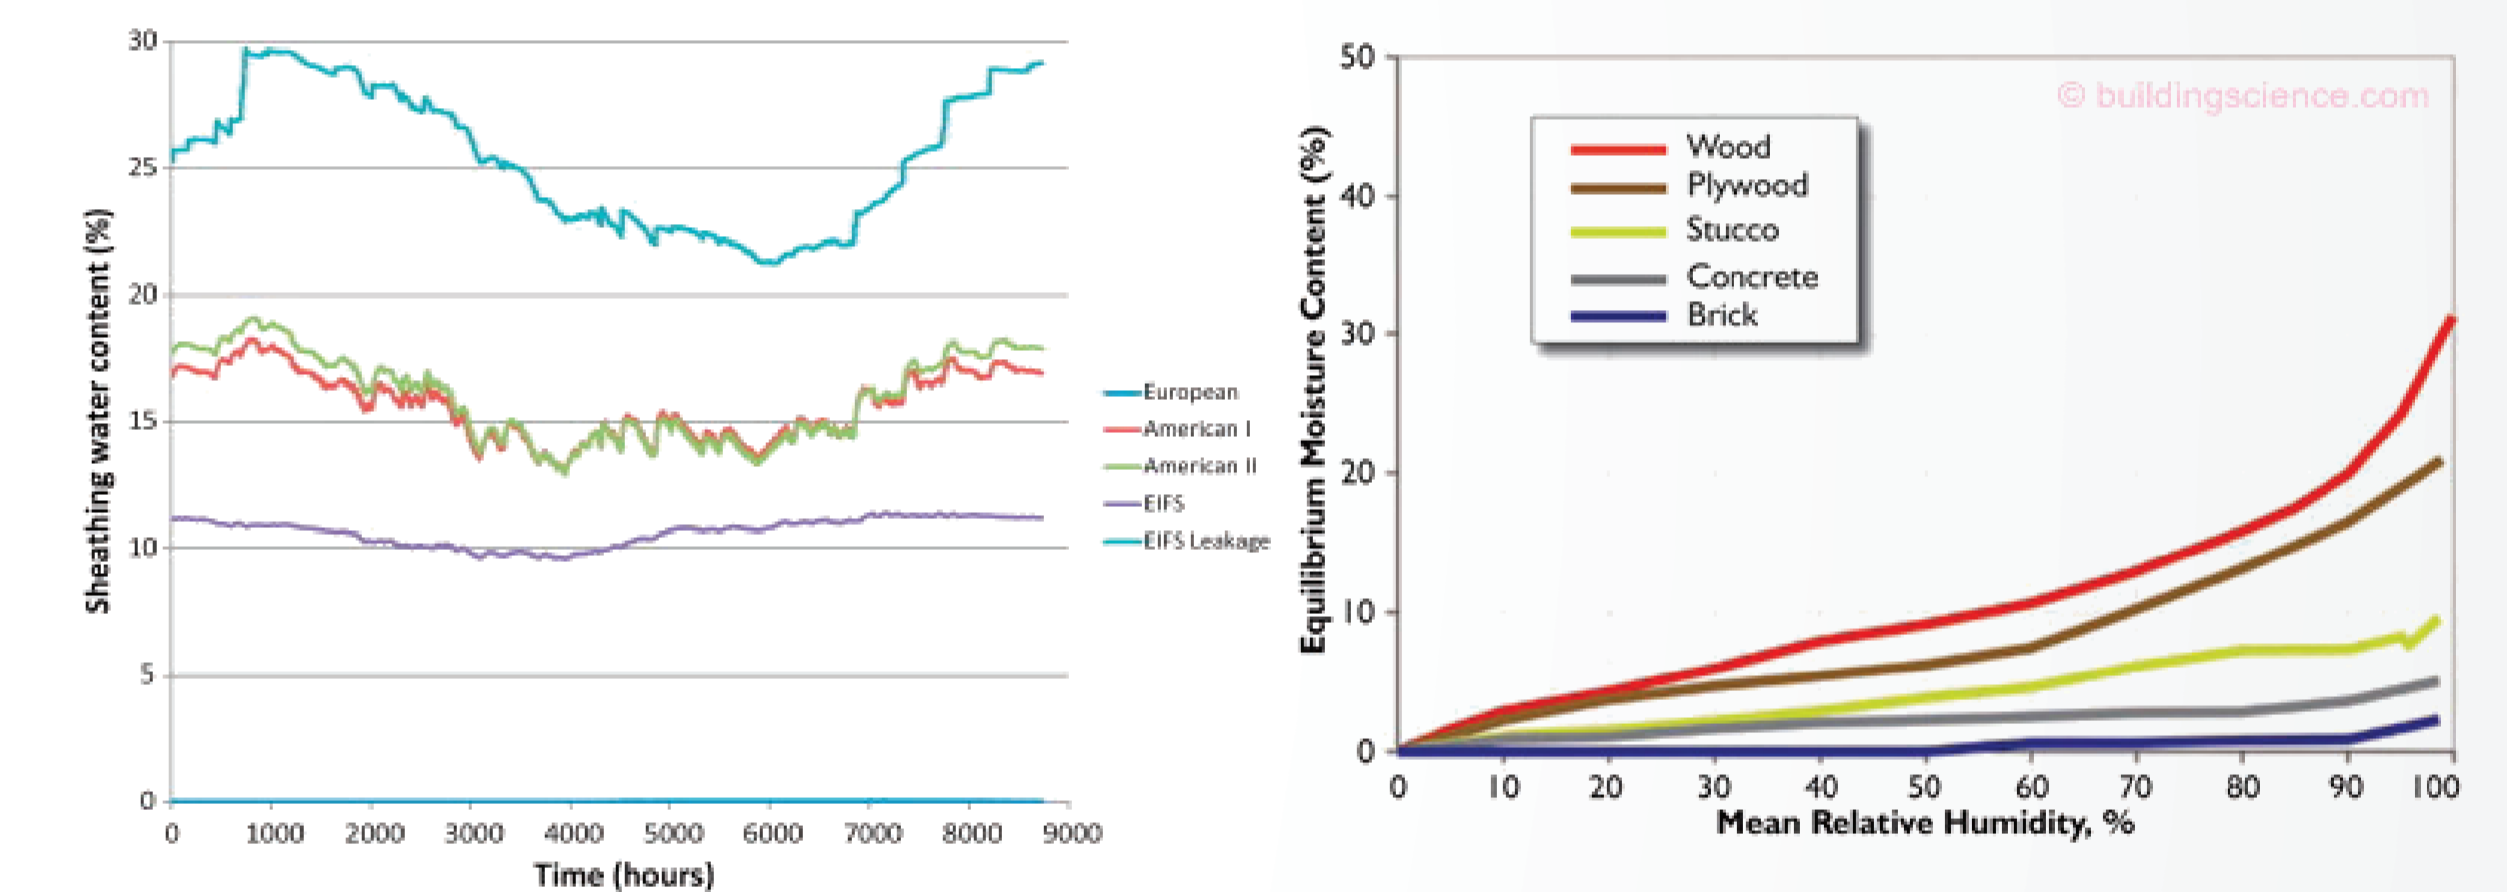 30
25
20
15
10
5
0
0 1000 2000 3000 4000 5000 6000 7000 8000 9000
Sheathing water content (%)
Time (hours)
European
American I
American II
EIFS
EIFS Leakage
50
40
30
20
10
0
0 10 20 30 40 50 60 70 80 90 100
Equilibrium Moisture Content (%)
Mean Relative Humidity, %
© buildingscience.com
Wood
Plywood
Stucco
Concrete
Brick